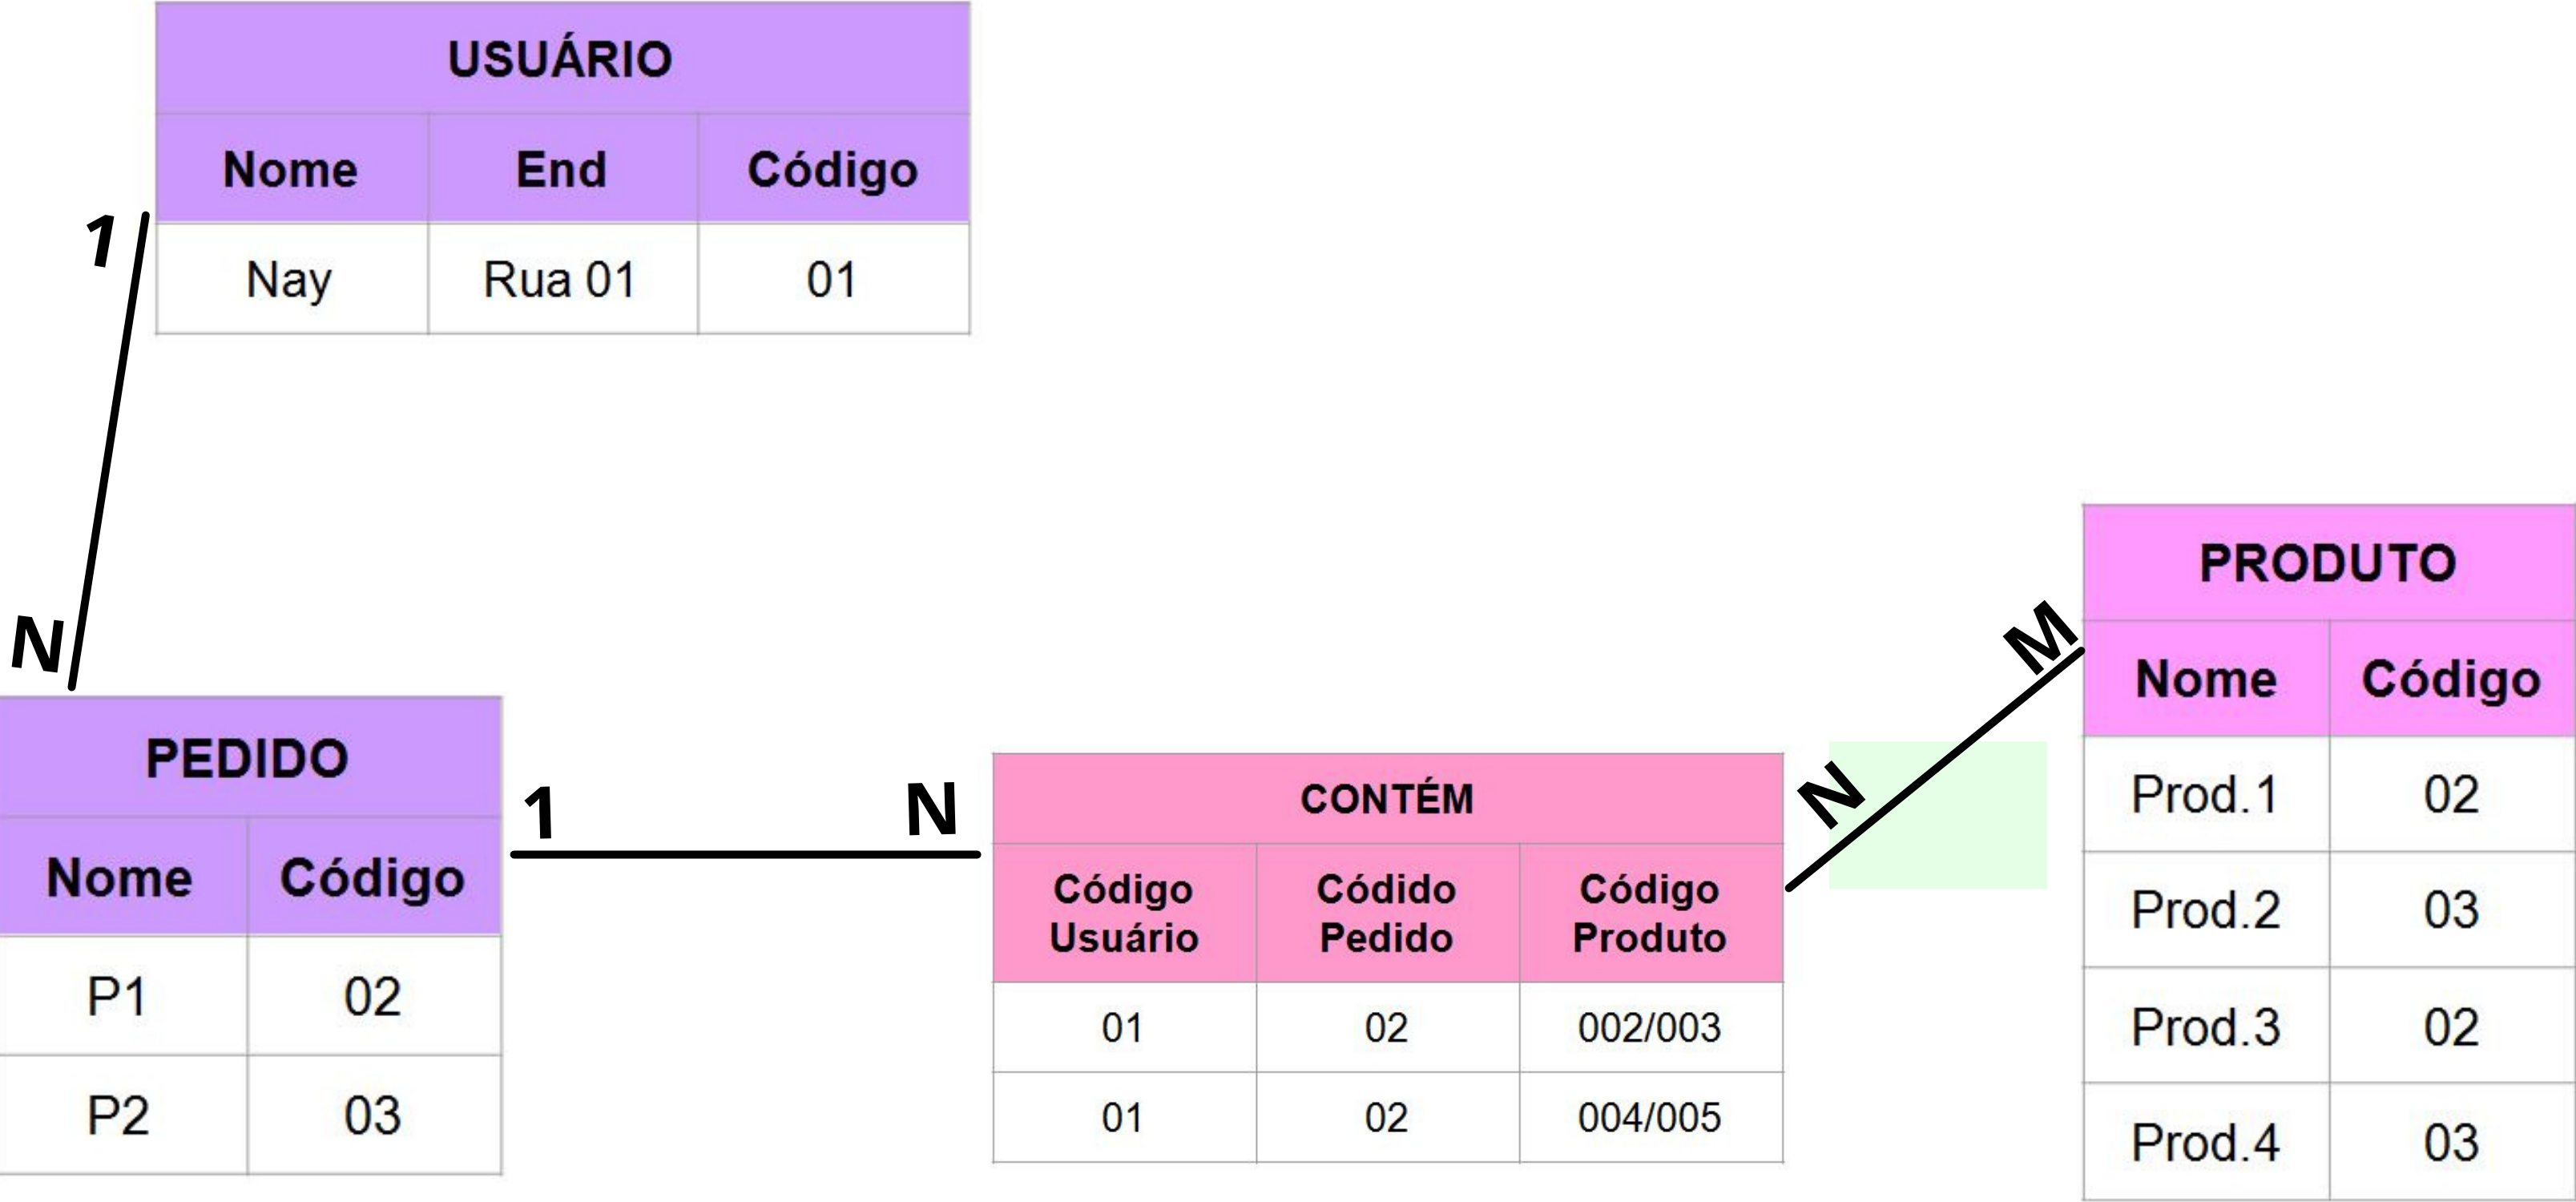 USUÁRIO
Nome End Código
Nay Rua 01 01
1
N
PEDIDO
Nome Código
P1 02
P2 03
1 N
CONTÉM
Código Usuário Códido Pedido Código Produto
01 02 002/003
01 02 004/005
N M
PRODUTO
Nome Código
Prod.1 02
Prod.2 03
Prod.3 02
Prod.4 03